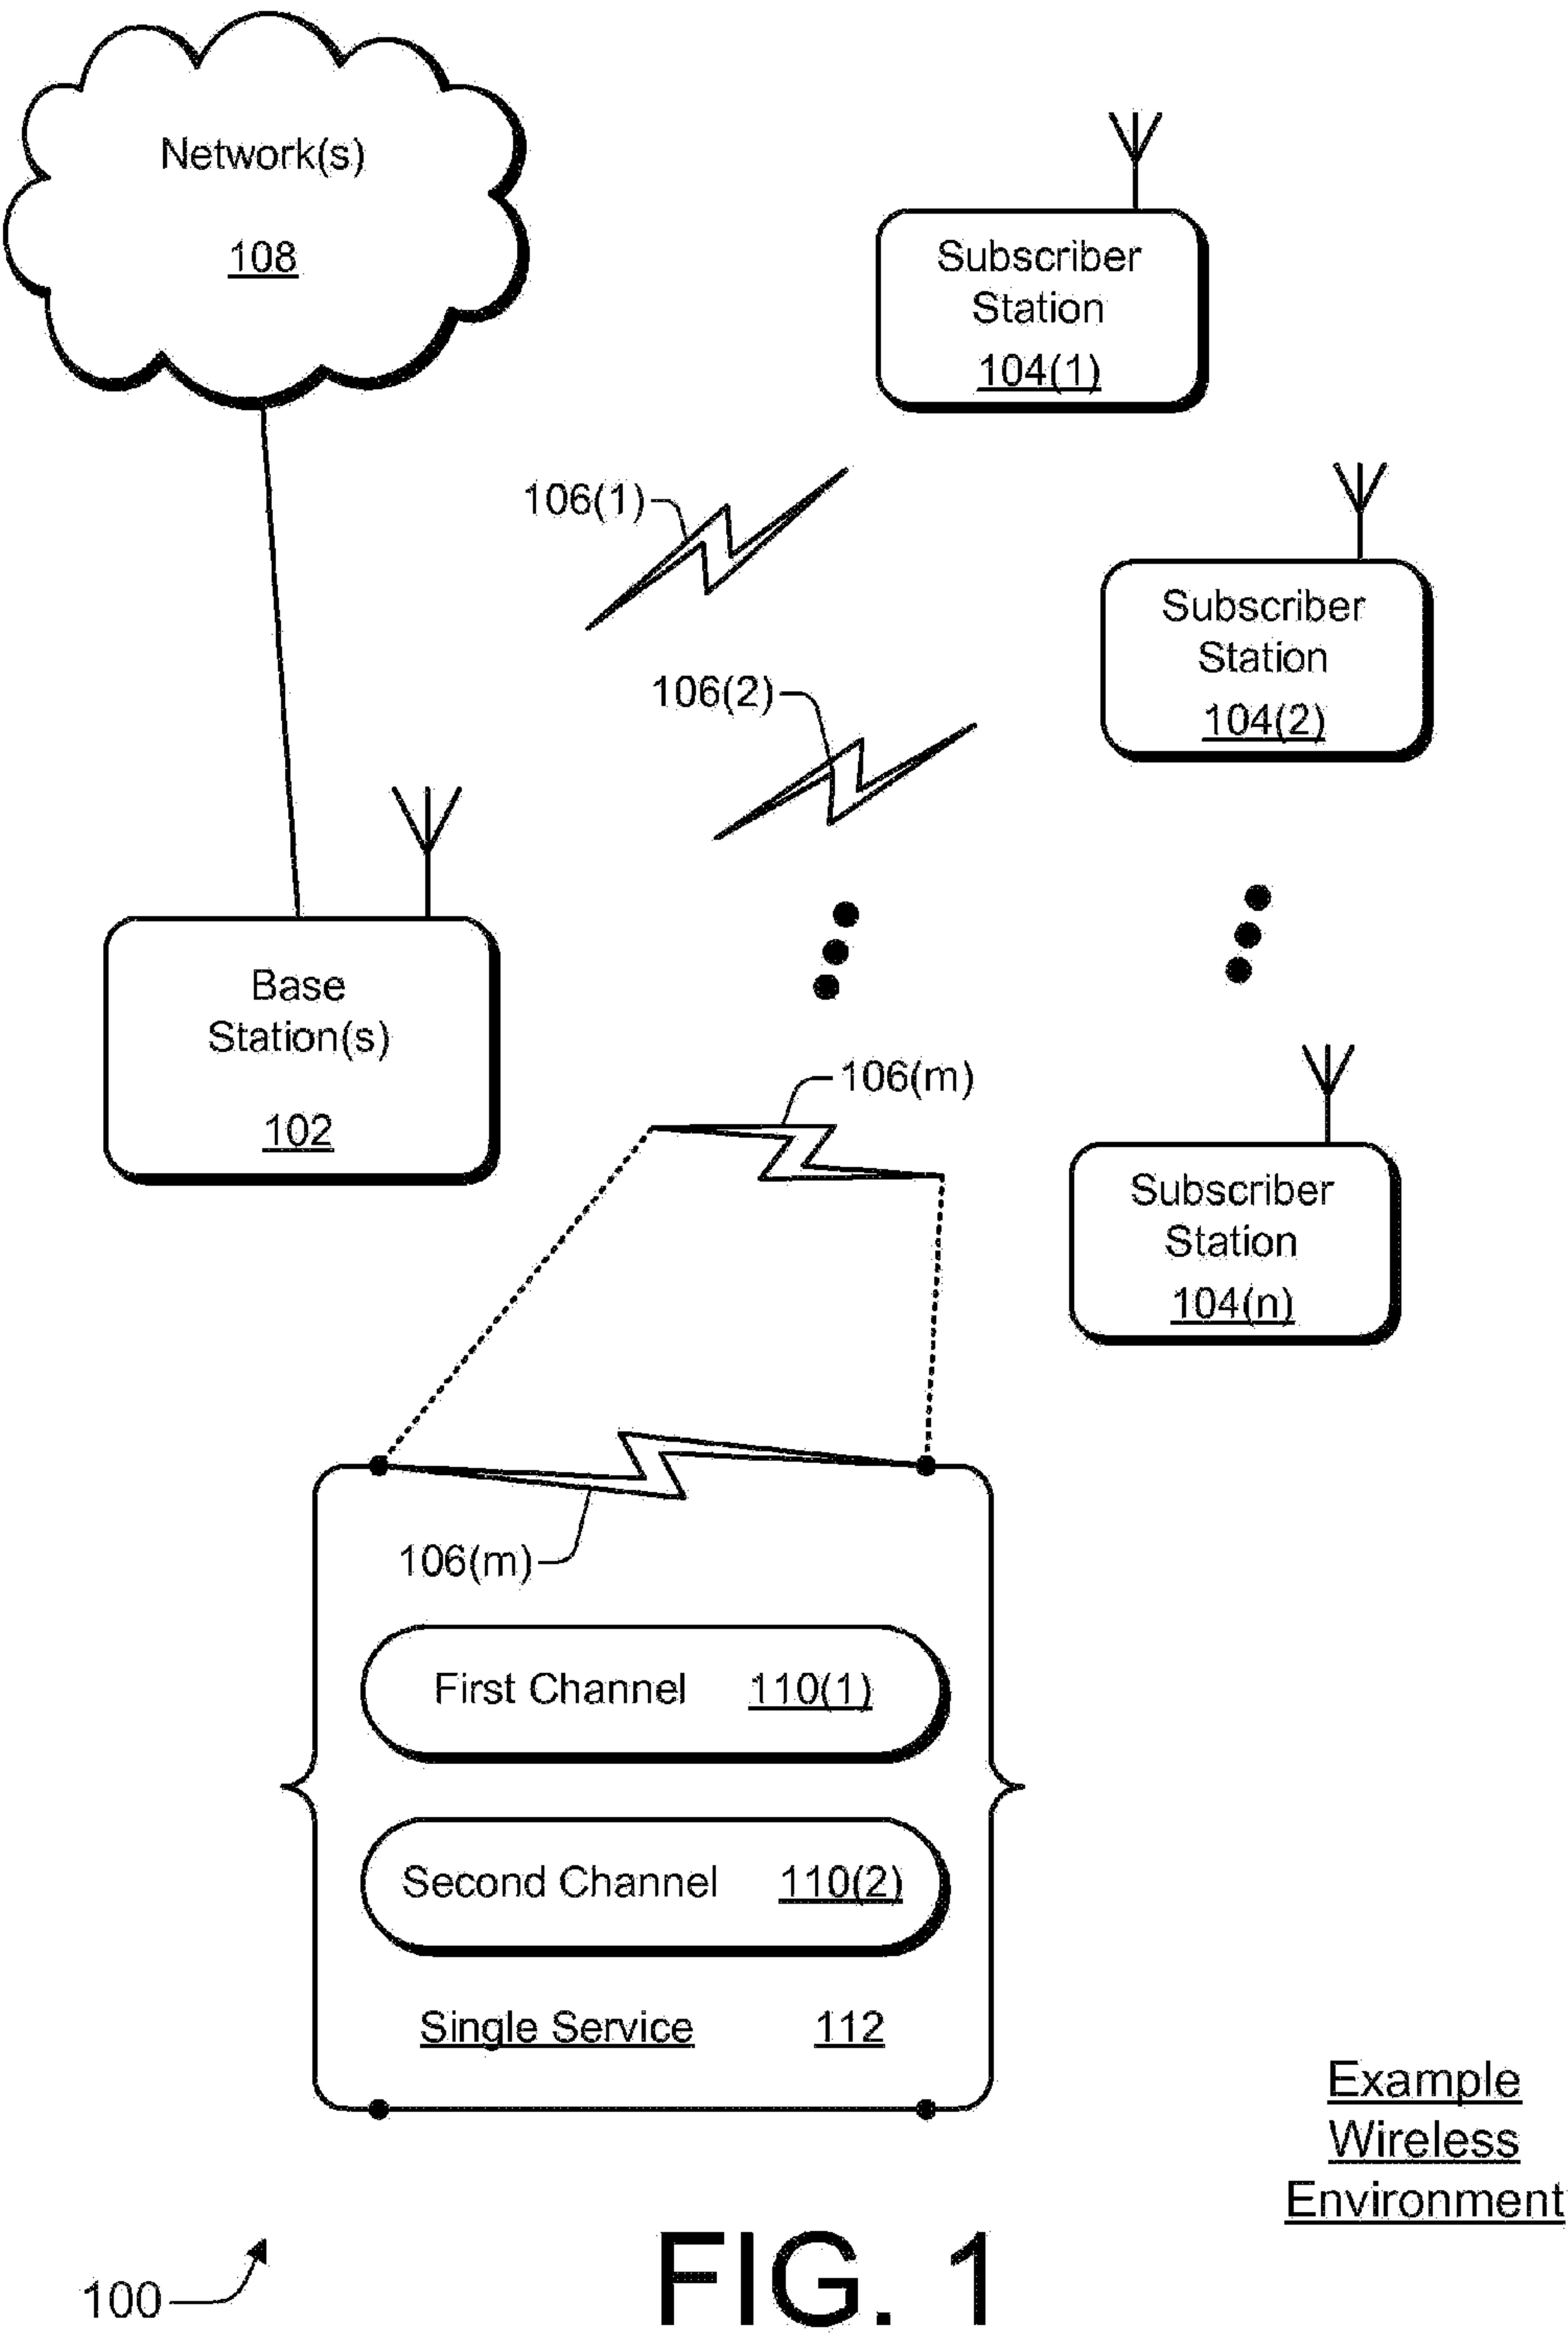 Network(s)
108
Subscriber
Station
104(1)
106(1)
Subscriber
Station
104(2)
106(2)
Base
Station(s)
102
106(m)
Subscriber
Station
104(n)
106(m)
First Channel 110(1)
Second Channel 110(2)
Single Service 112
Example
Wireless
Environment
100
FIG. 1